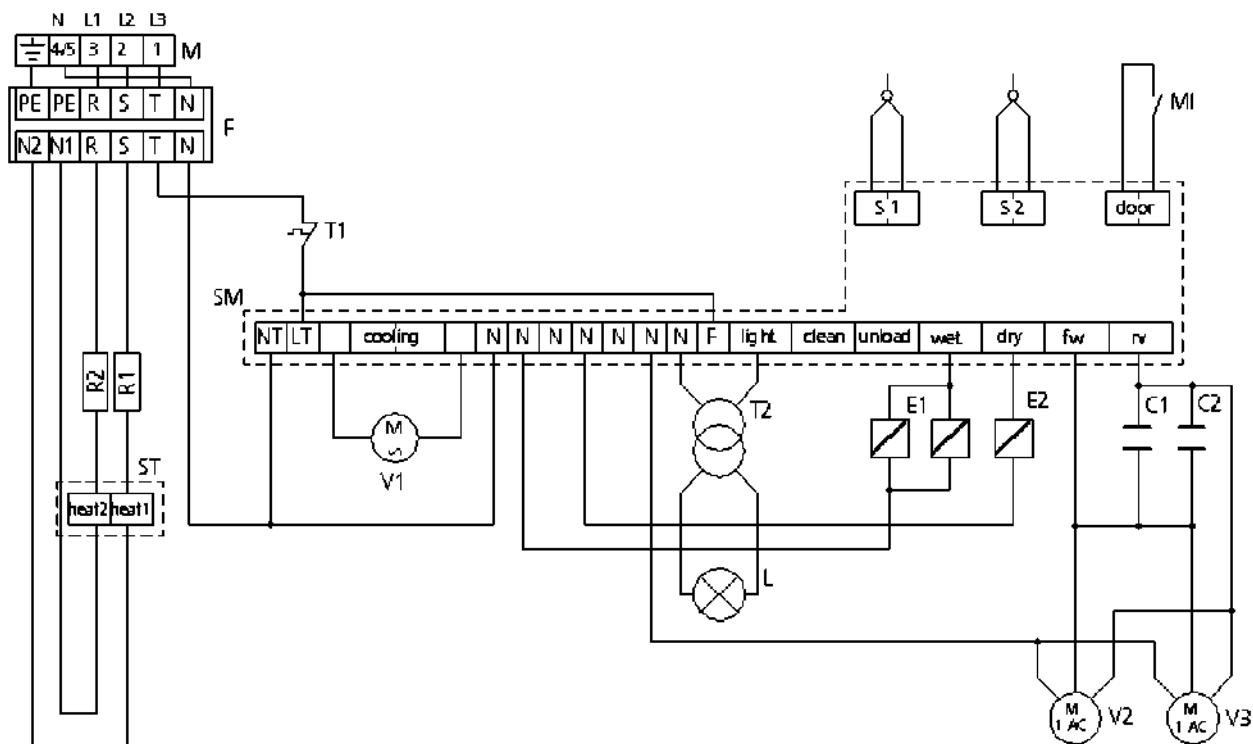 N L1 L2 L3
4/5 3 2 1 M
PE PE R S T N
F
N2 N1 R S T N
MI
S 1 S 2 door
T1
SM
NT LT cooling N N N N N N N F light clean unload wet dry fw rv
R2 R1
T2 E1 E2 C1 C2
M
S
V1
ST
heat2 heat1
L
M
1 AC
V2
M
1 AC
V3